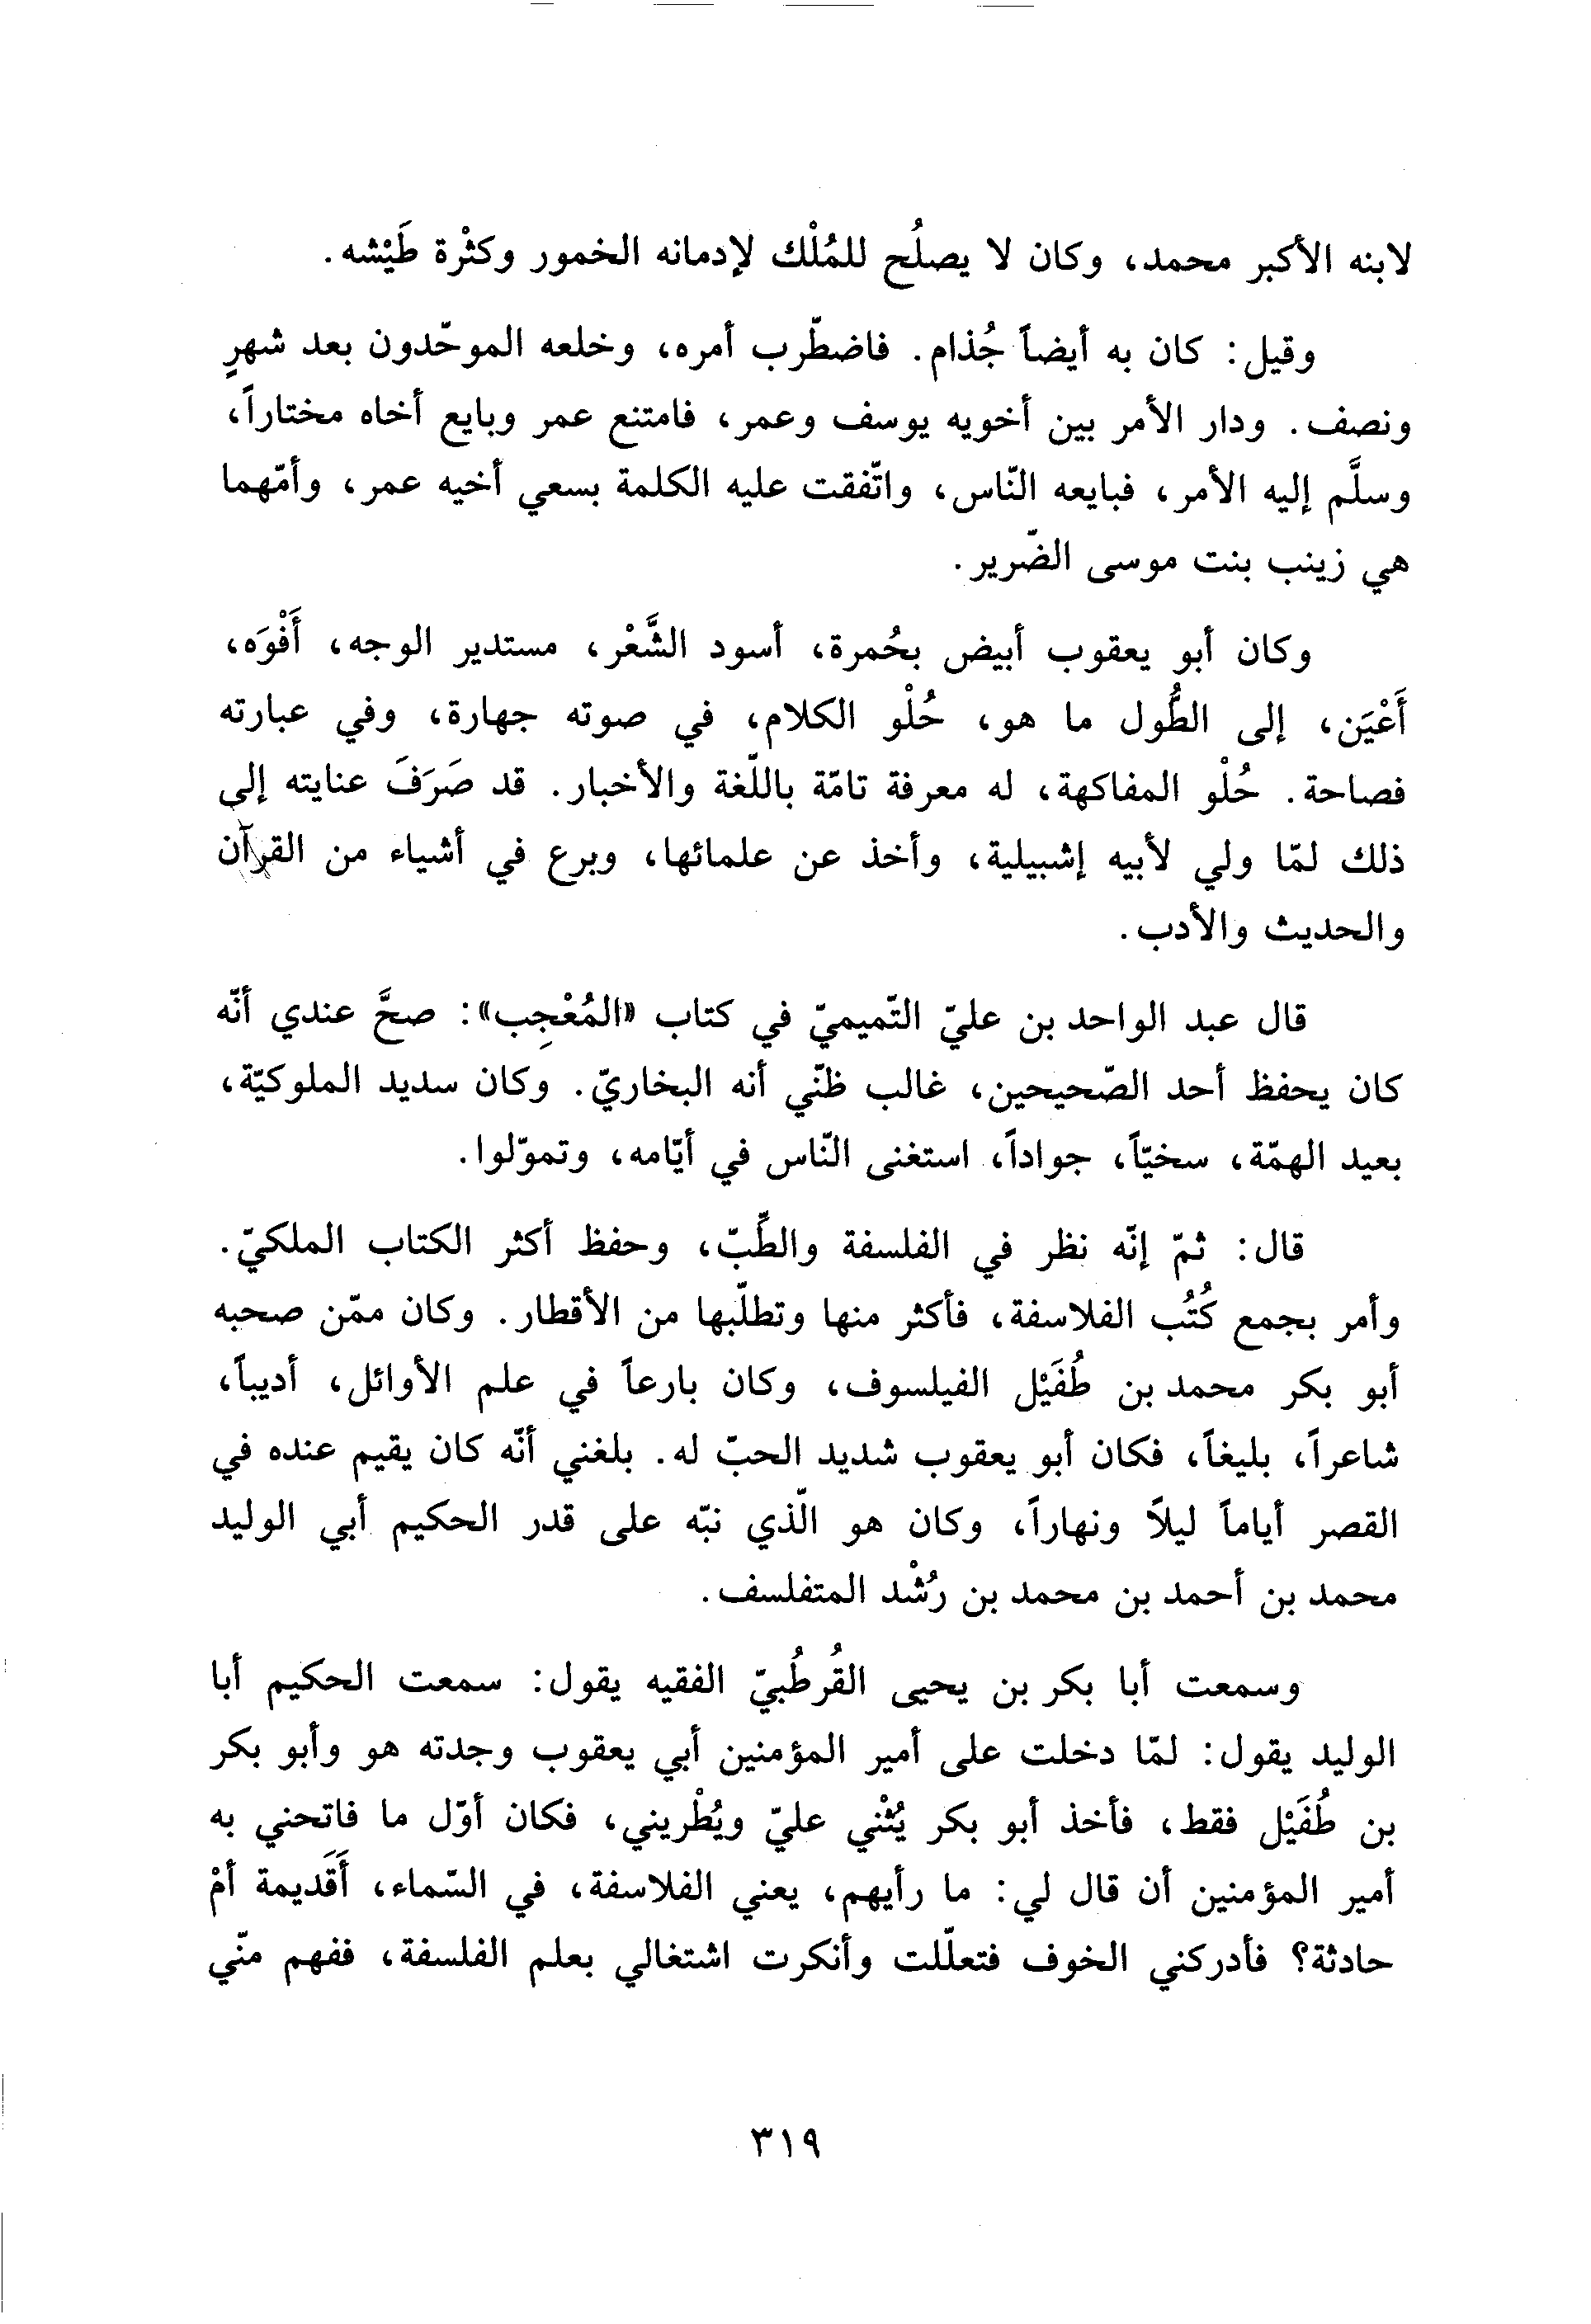 لابنه الأكبر محمد، وكان لا يصلُح للمُلْك لإدمانه الخمور وكثْرة طَيْشه.
وقيل: كان به أيضاً جُذام. فاضطّرب أمره، وخلعه الموحّدون بعد شهرٍ
ونصف. ودار الأمر بين أخويه يوسف وعمر، فامتنع عمر وبايع أخاه مختاراً،
وسلَّم إليه الأمر، فبايعه النّاس، واتّفقت عليه الكلمة بسعي أخيه عمر، وأمّهما
هي زينب بنت موسى الضّرير.
وكان أبو يعقوب أبيض بحُمرة، أسود الشَّعْر، مستدير الوجه، أَفْوَه،
أَعْيَن، إلى الطُّول ما هو، حُلْو الكلام، في صوته جهارة، وفي عبارته
فصاحة. حُلْو المفاكهة، له معرفة تامّة باللّغة والأخبار. قد صَرَفَ عنايته إلى
ذلك لمّا ولي لأبيه إشبيلية، وأخذ عن علمائها، وبرع في أشياء من القرآن
والحديث والأدب.
قال عبد الواحد بن عليّ التّميميّ في كتاب «المُعْجِب»: صحَّ عندي أنّه
كان يحفظ أحد الصّحيحين، غالب ظنّي أنه البخاريّ. وكان سديد الملوكيّة،
بعيد الهمّة، سخيّاً، جواداً، استغنى النّاس في أيّامه، وتموّلوا.
قال: ثمّ إنّه نظر في الفلسفة والطِّبّ، وحفظ أكثر الكتاب الملكيّ.
وأمر بجمع كُتُب الفلاسفة، فأكثر منها وتطلّبها من الأقطار. وكان ممّن صحبه
أبو بكر محمد بن طُفَيْل الفيلسوف، وكان بارعاً في علم الأوائل، أديباً،
شاعراً، بليغاً، فكان أبو يعقوب شديد الحبّ له. بلغني أنّه كان يقيم عنده في
القصر أياماً ليلاً ونهاراً، وكان هو الّذي نبّه على قدر الحكيم أبي الوليد
محمد بن أحمد بن محمد بن رُشْد المتفلسف.
وسمعت أبا بكر بن يحيى القُرطُبيّ الفقيه يقول: سمعت الحكيم أبا
الوليد يقول: لمّا دخلت على أمير المؤمنين أبي يعقوب وجدته هو وأبو بكر
بن طُفَيْل فقط، فأخذ أبو بكر يُثْني عليّ ويُطْريني، فكان أوّل ما فاتحني به
أمير المؤمنين أن قال لي: ما رأيهم، يعني الفلاسفة، في السّماء، أَقَديمة أمْ
حادثة؟ فأدركني الخوف فتعلّلت وأنكرت اشتغالي بعلم الفلسفة، ففهم منّي
٣١٩